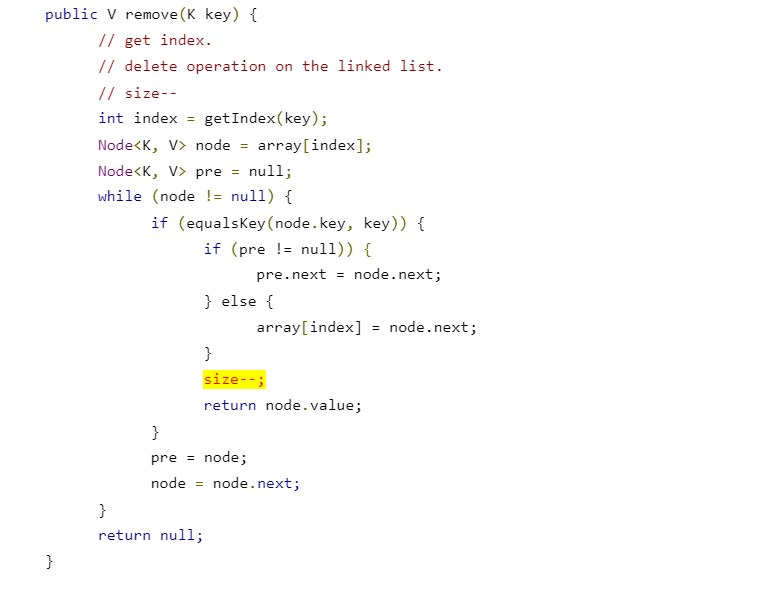 public V remove(K key) {
// get index.
// delete operation on the linked list.
// size--
int index = getIndex(key);
Node<K, V> node = array[index];
Node<K, V> pre = null;
while (node != null) {
if (equalsKey(node.key, key)) {
if (pre != null)) {
pre.next = node.next;
} else {
array[index] = node.next;
}
size--;
return node.value;
}
pre = node;
node = node.next;
}
return null;
}